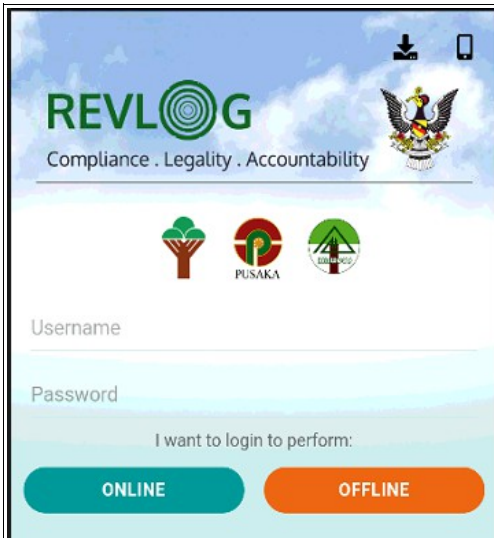 REVLOG
Compliance . Legality . Accountability
PUSAKA
Username
Password
I want to login to perform:
ONLINE
OFFLINE